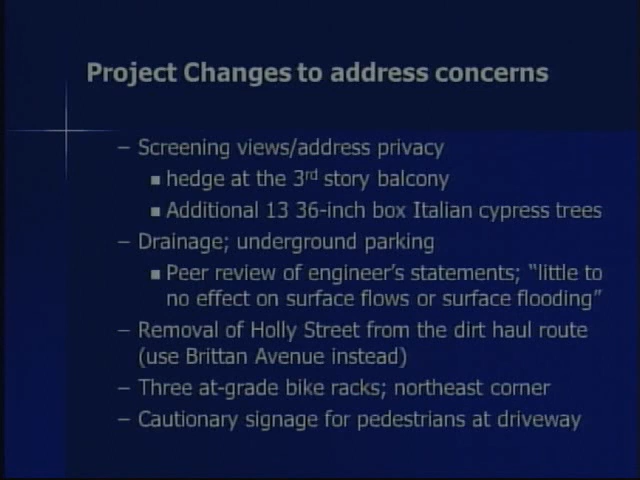 Project Changes to address concerns
– Screening views/address privacy
■ hedge at the 3rd story balcony
■ Additional 13 36-inch box Italian cypress trees
– Drainage; underground parking
■ Peer review of engineer's statements; "little to
no effect on surface flows or surface flooding"
– Removal of Holly Street from the dirt haul route
(use Brittan Avenue instead)
– Three at-grade bike racks; northeast corner
– Cautionary signage for pedestrians at driveway